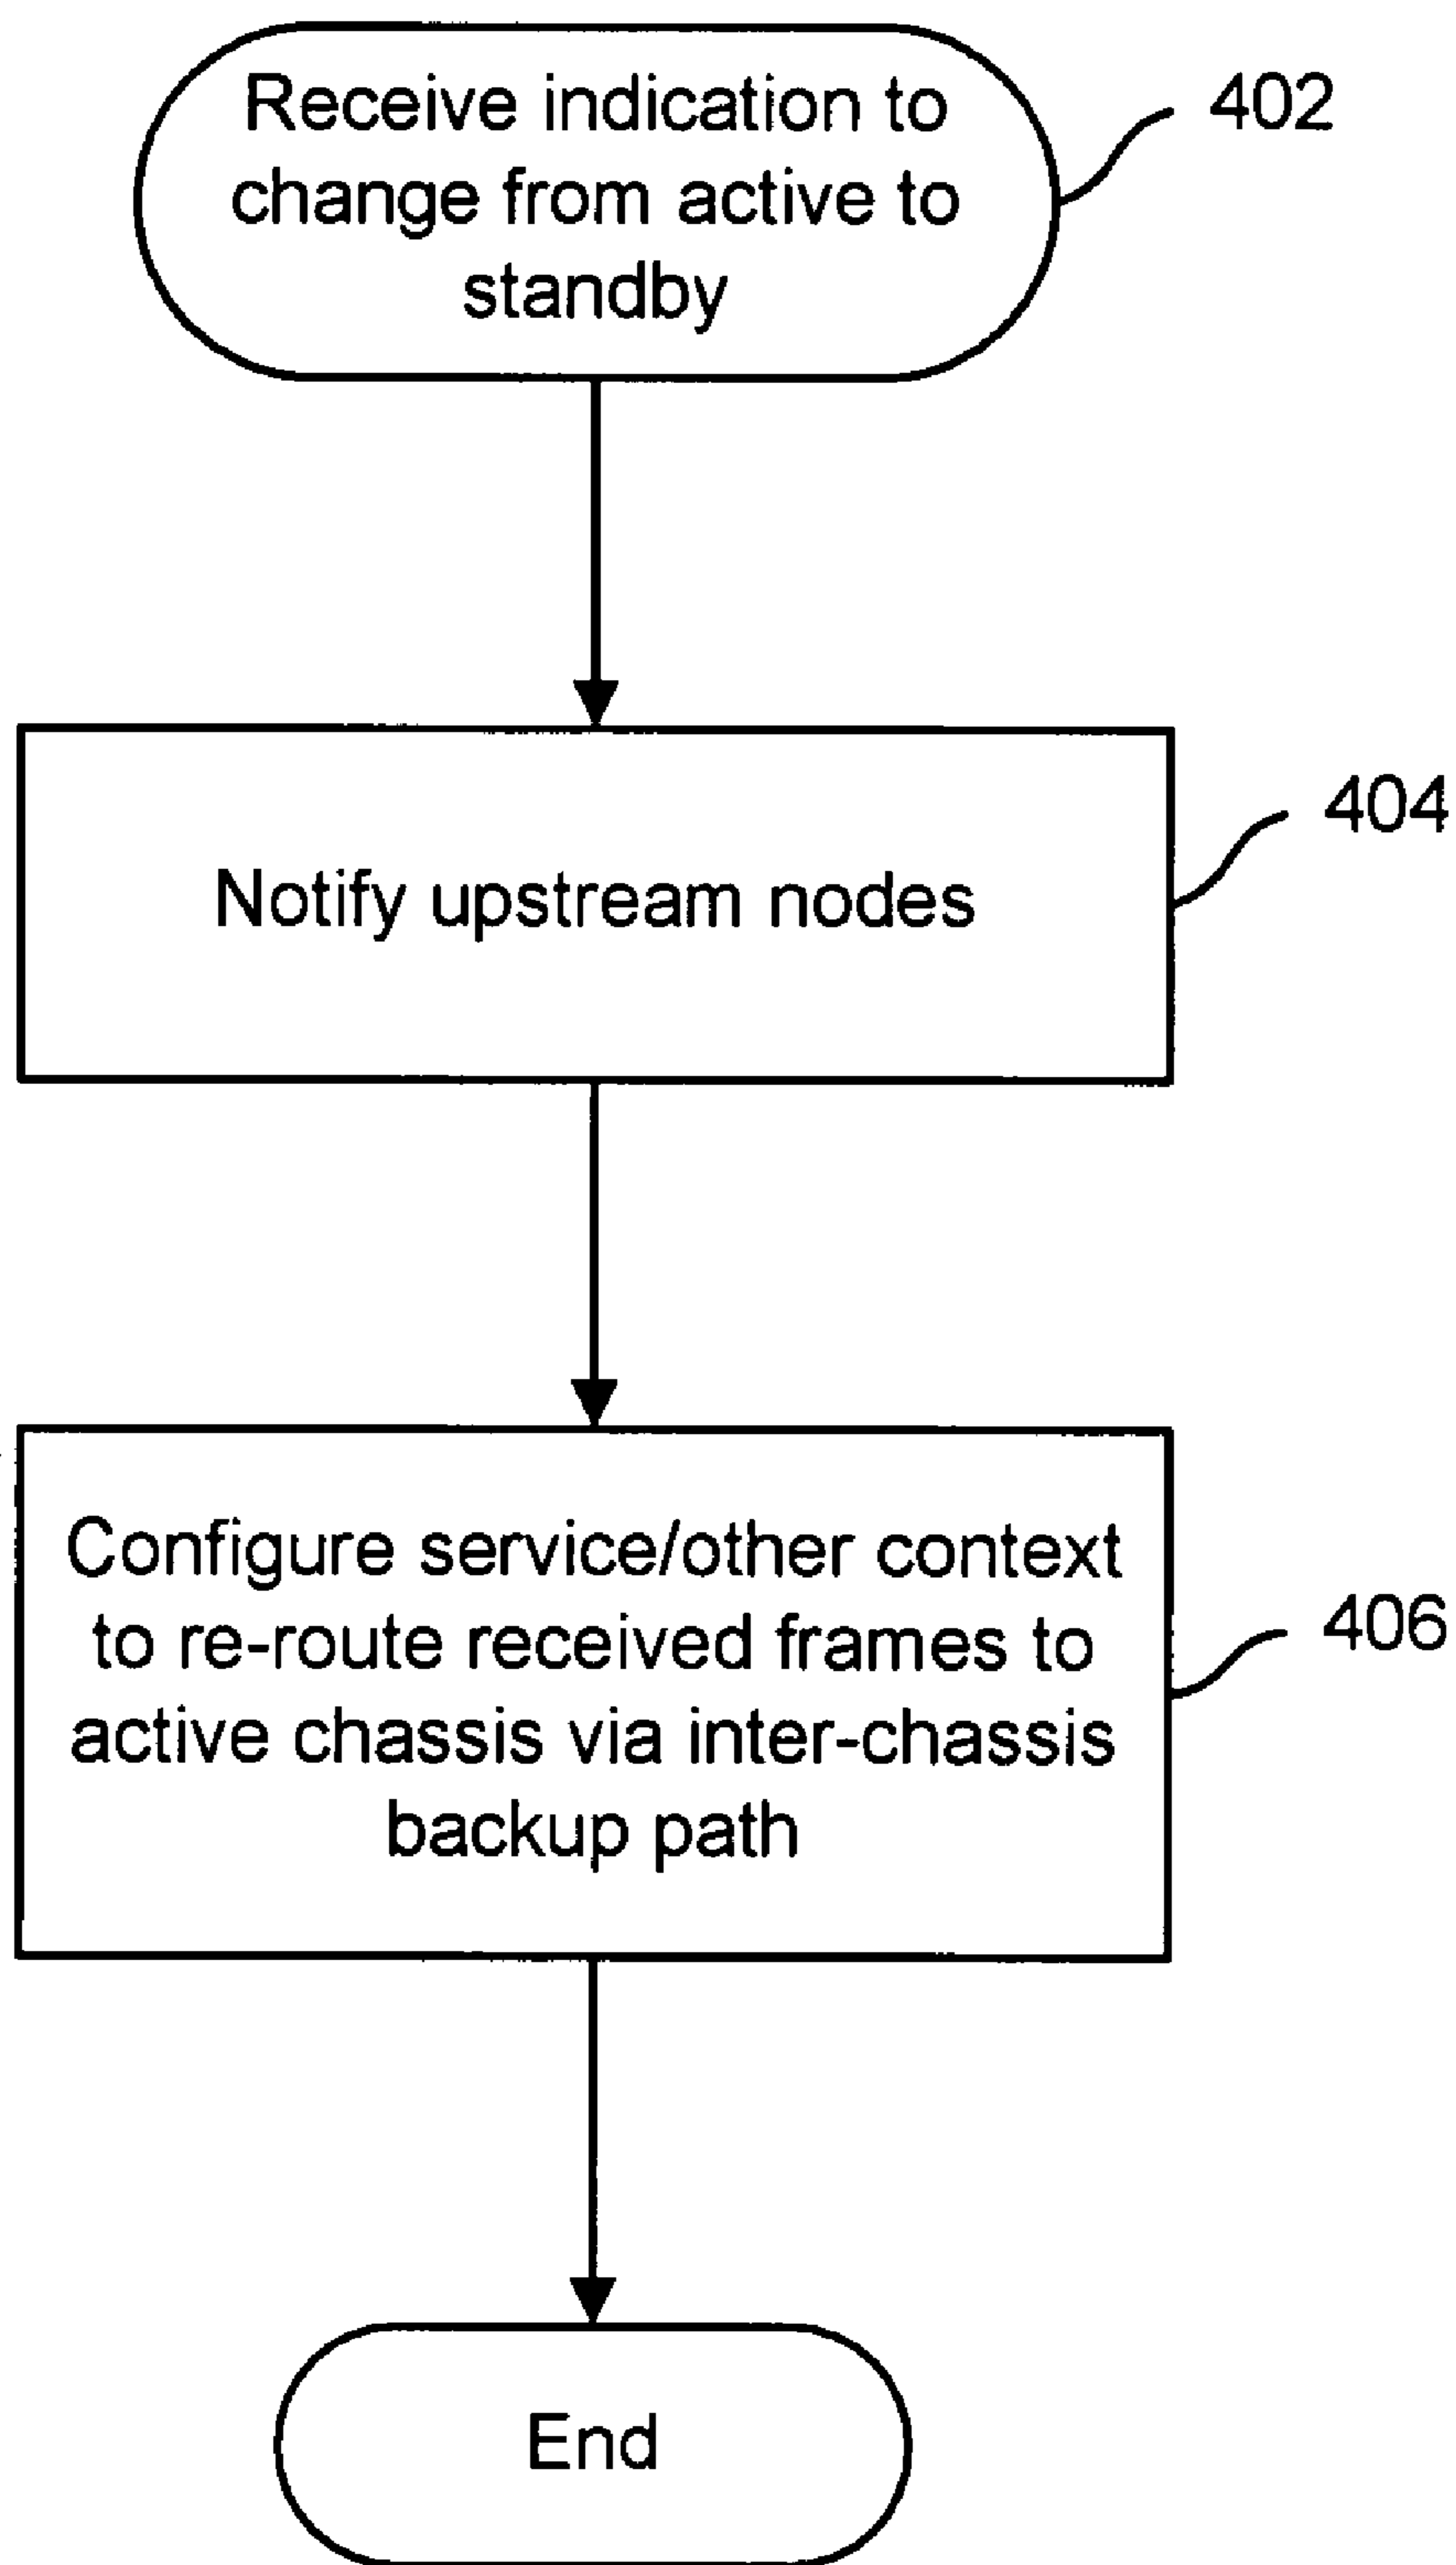 Receive indication to
change from active to
standby
402
Notify upstream nodes
404
Configure service/other context
to re-route received frames to
active chassis via inter-chassis
backup path
406
End